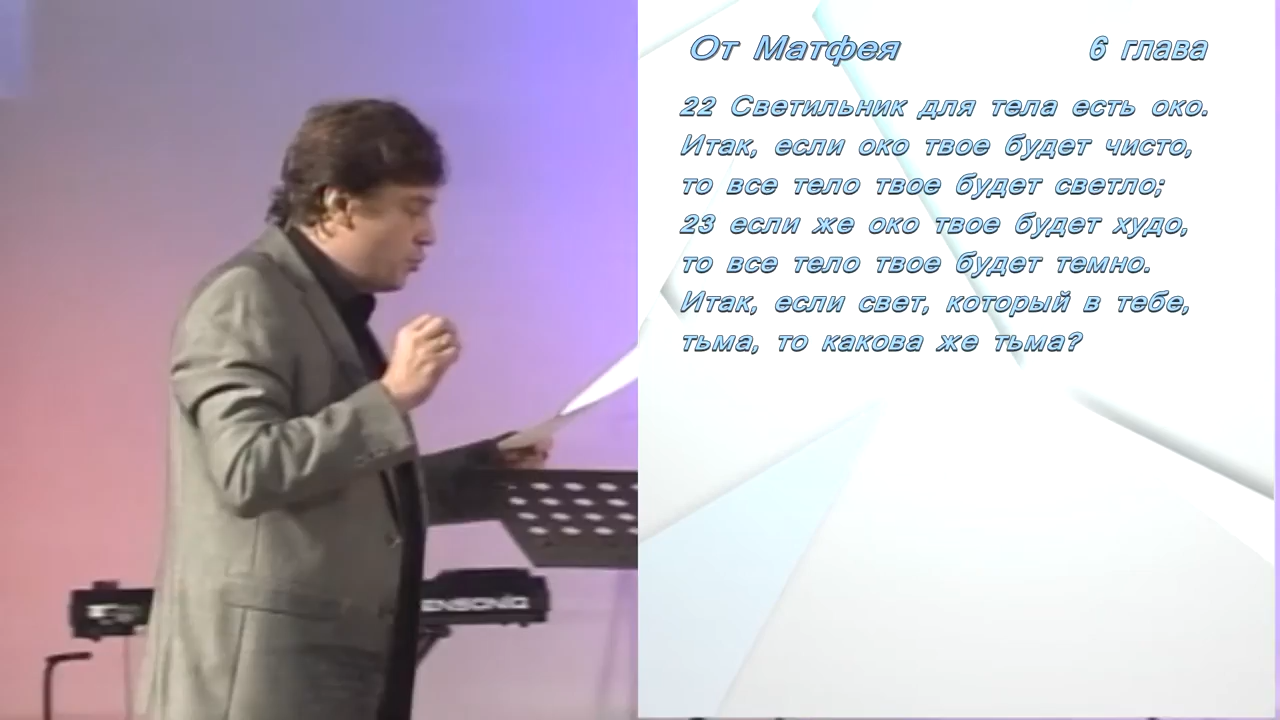 От Матфея 6 глава
22 Светильник для тела есть око.
Итак, если око твое будет чисто,
то все тело твое будет светло;
23 если же око твое будет худо,
то все тело твое будет темно.
Итак, если свет, который в тебе,
тьма, то какова же тьма?
ENSONIQ